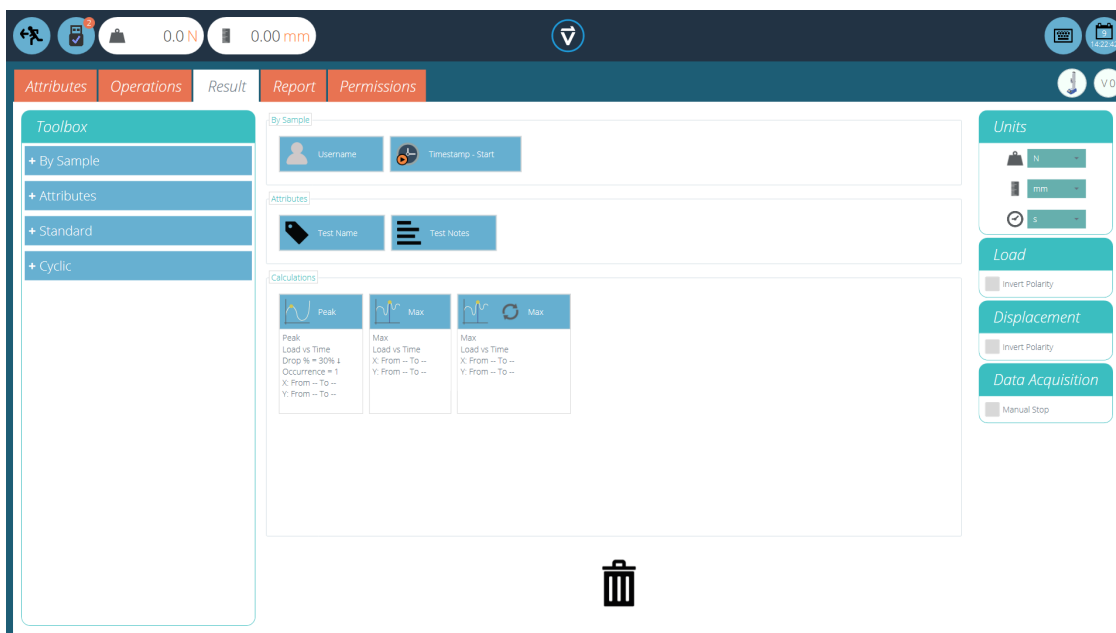 2
0.0 N
0.00 mm
9
14:22:42
Attributes
Operations
Result
Report
Permissions
V0
Toolbox
+ By Sample
+ Attributes
+ Standard
+ Cyclic
By Sample
Username
Timestamp - Start
Attributes
Test Name
Test Notes
Calculations
Peak
Peak
Load vs Time
Drop % = 30% ↓
Occurrence = 1
X: From -- To --
Y: From -- To --
Max
Max
Load vs Time
X: From -- To --
Y: From -- To --
Max
Max
Load vs Time
X: From -- To --
Y: From -- To --
Units
N
mm
s
Load
Invert Polarity
Displacement
Invert Polarity
Data Acquisition
Manual Stop